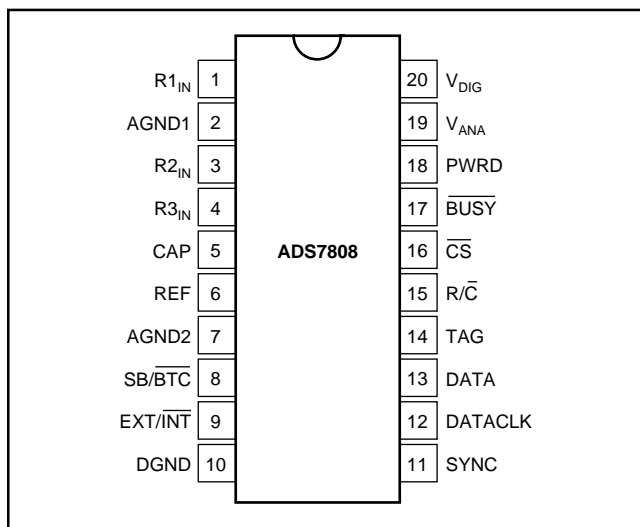 R1IN 1 20 VDIG
AGND1 2 19 VANA
R2IN 3 18 PWRD
R3IN 4 17 BUSY
CAP 5 ADS7808 16 CS
REF 6 15 R/C
AGND2 7 14 TAG
SB/BTC 8 13 DATA
EXT/INT 9 12 DATACLK
DGND 10 11 SYNC